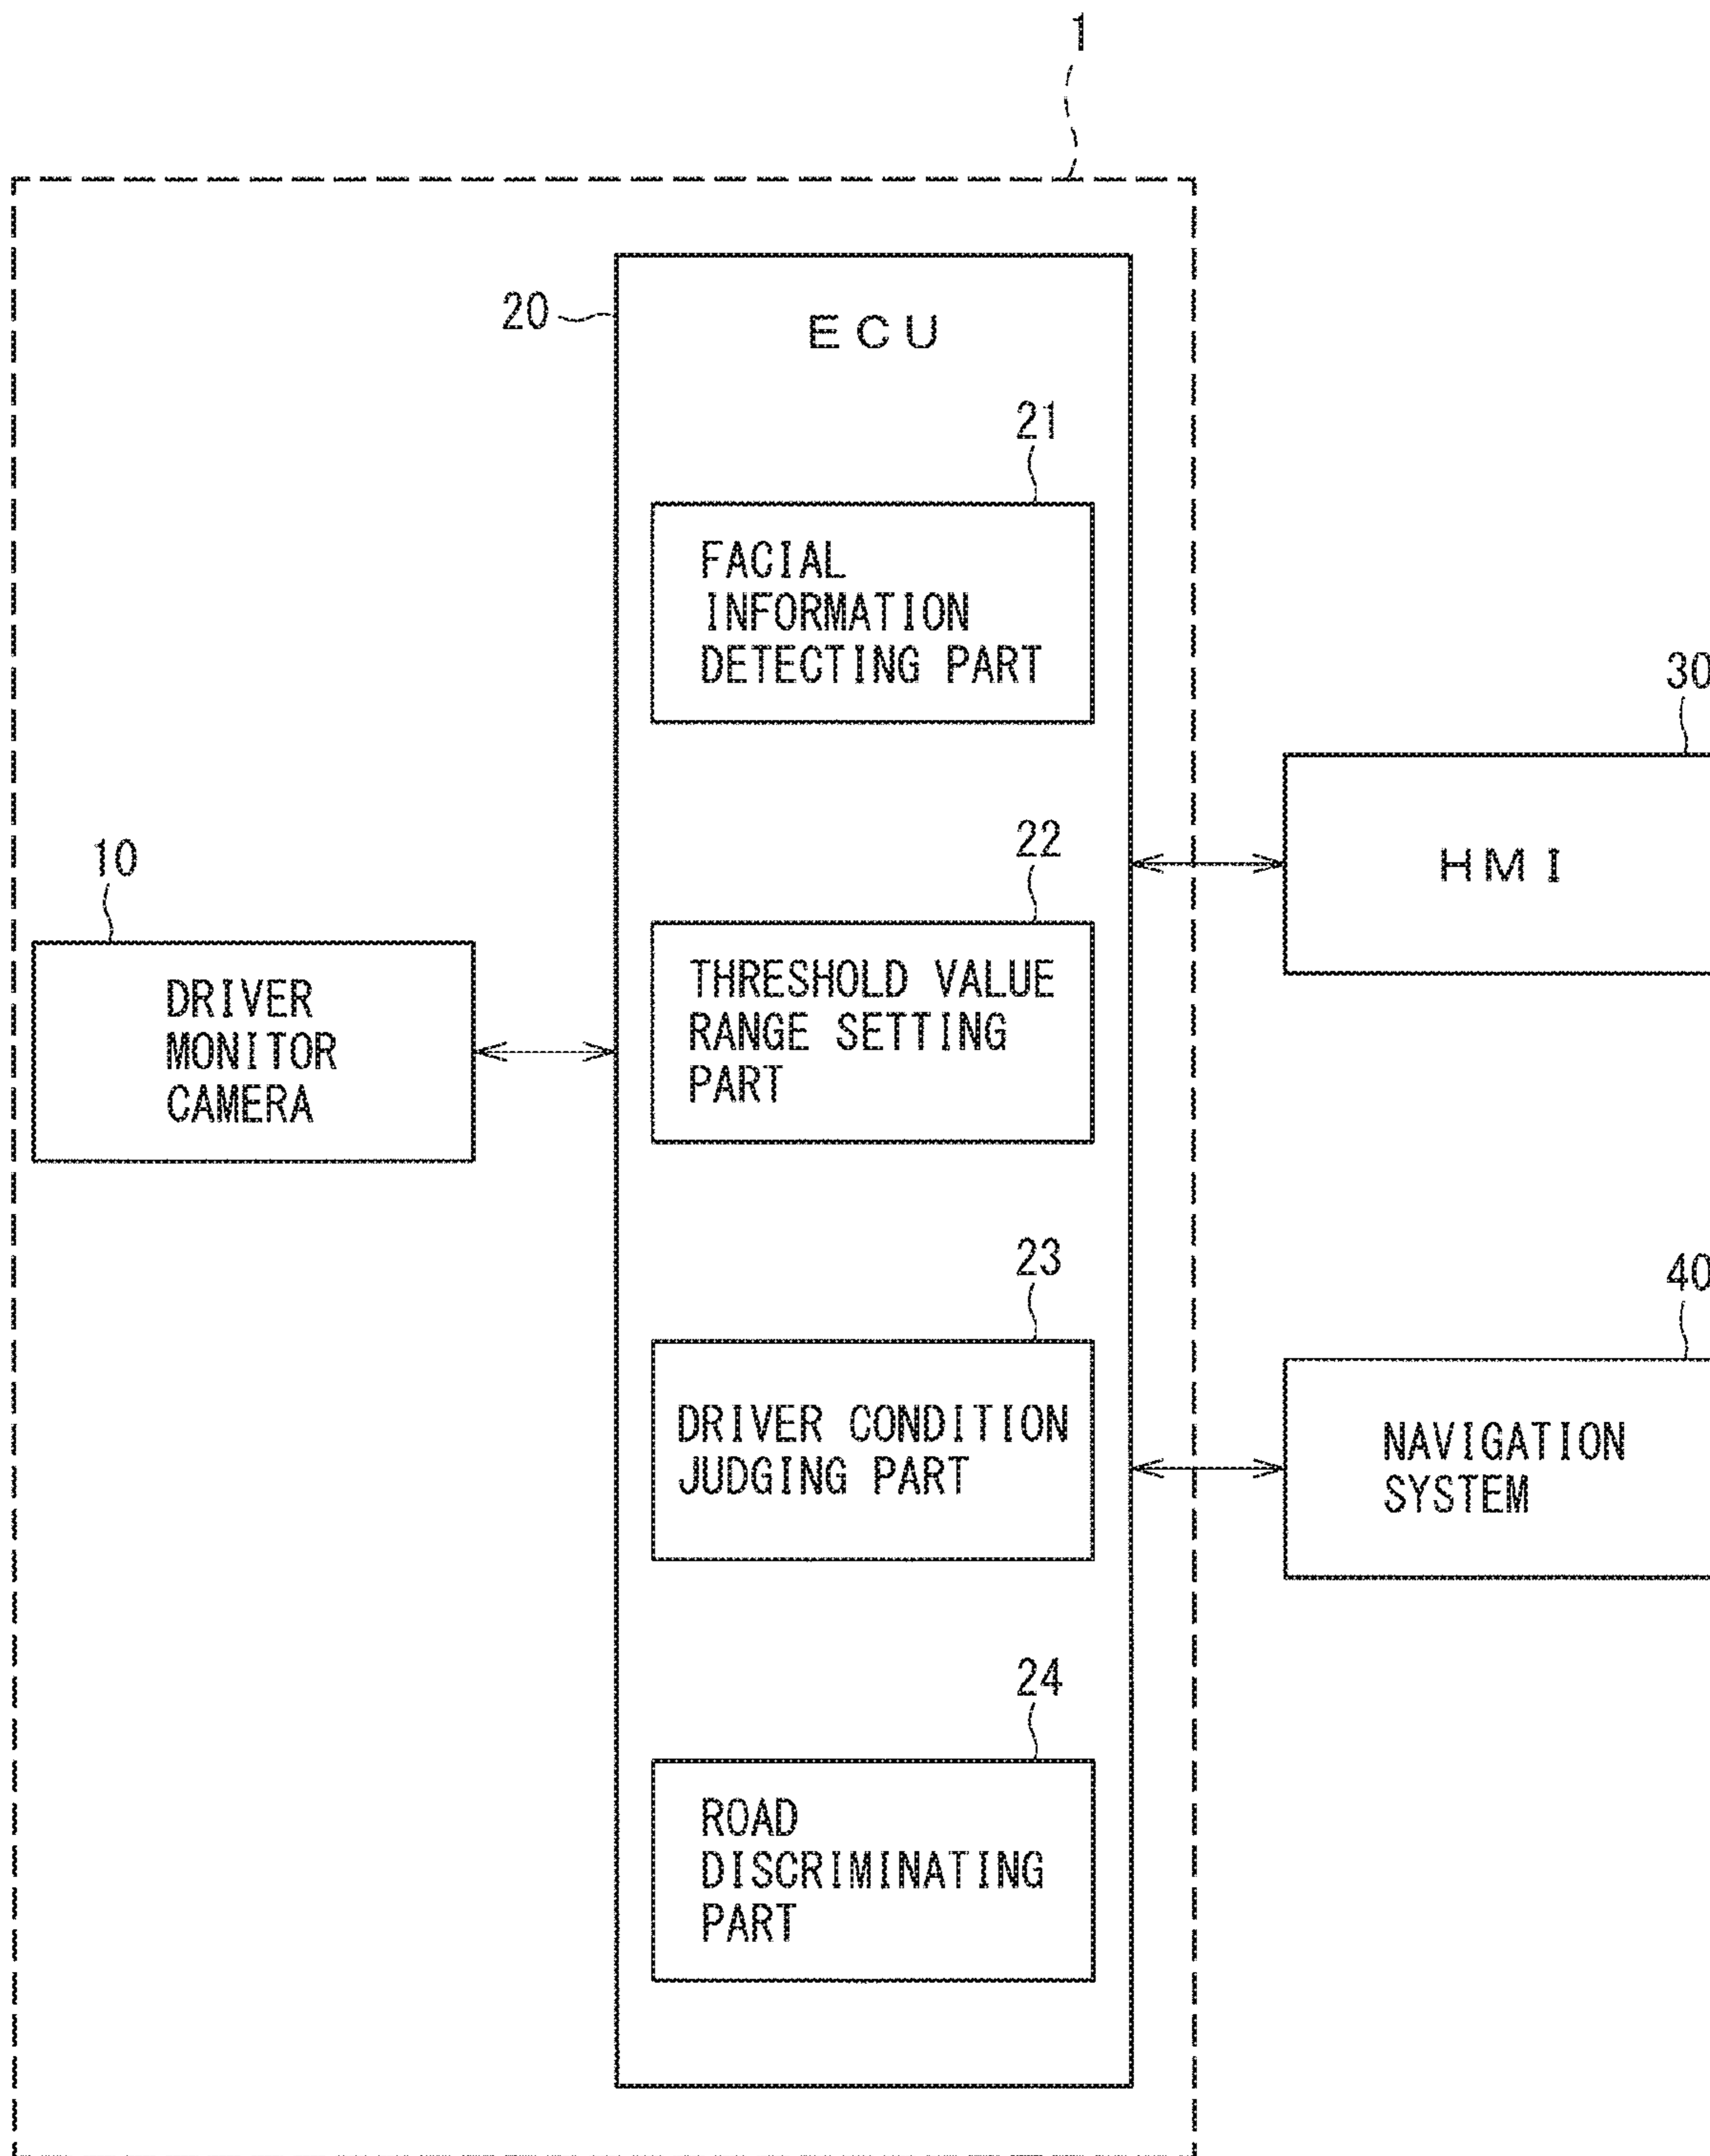 1
20
ECU
21
FACIAL
INFORMATION
DETECTING PART
30
HMI
10
DRIVER
MONITOR
CAMERA
22
THRESHOLD VALUE
RANGE SETTING
PART
23
DRIVER CONDITION
JUDGING PART
40
NAVIGATION
SYSTEM
24
ROAD
DISCRIMINATING
PART